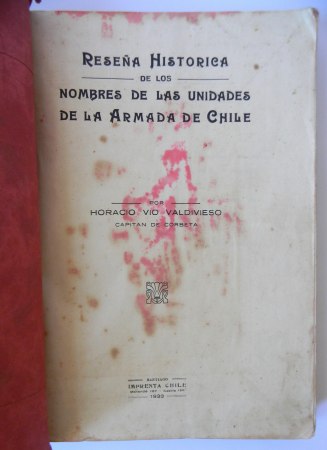 RESEÑA HISTORICA
DE LOS
NOMBRES DE LAS UNIDADES
DE LA ARMADA DE CHILE
POR
HORACIO VIO VALDIVIESO
CAPITAN DE CORBETA
SANTIAGO
IMPRENTA CHILE
1933